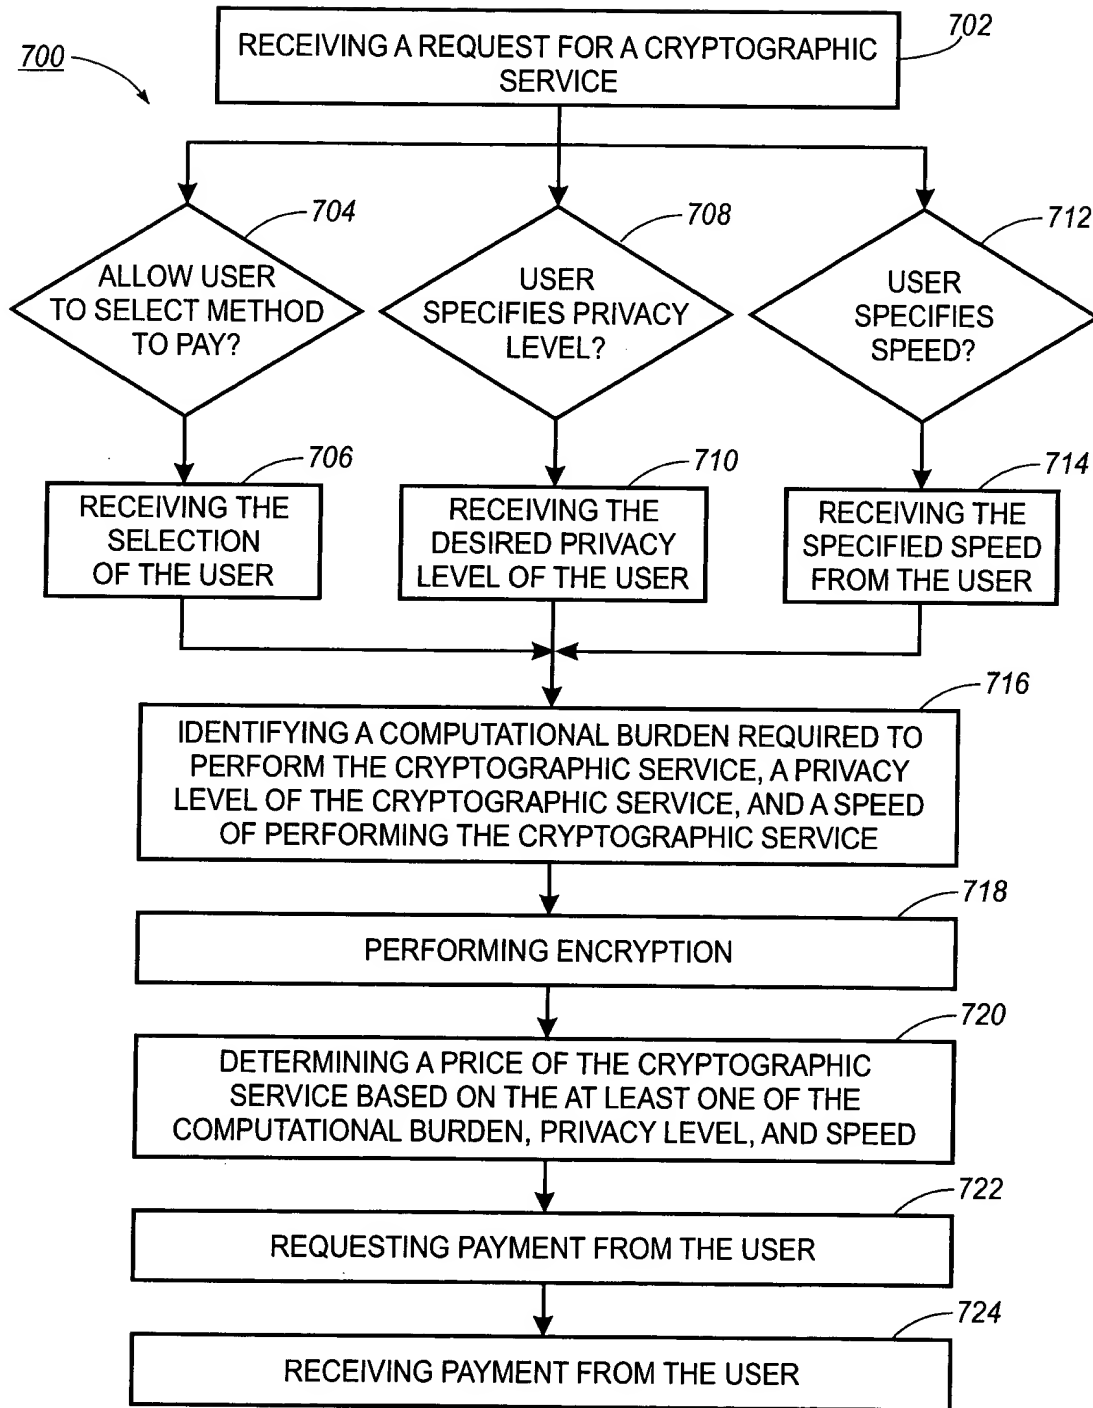 700
RECEIVING A REQUEST FOR A CRYPTOGRAPHIC
SERVICE
702
704
ALLOW USER
TO SELECT METHOD
TO PAY?
708
USER
SPECIFIES PRIVACY
LEVEL?
712
USER
SPECIFIES
SPEED?
706
RECEIVING THE
SELECTION
OF THE USER
710
RECEIVING THE
DESIRED PRIVACY
LEVEL OF THE USER
714
RECEIVING THE
SPECIFIED SPEED
FROM THE USER
716
IDENTIFYING A COMPUTATIONAL BURDEN REQUIRED TO
PERFORM THE CRYPTOGRAPHIC SERVICE, A PRIVACY
LEVEL OF THE CRYPTOGRAPHIC SERVICE, AND A SPEED
OF PERFORMING THE CRYPTOGRAPHIC SERVICE
718
PERFORMING ENCRYPTION
720
DETERMINING A PRICE OF THE CRYPTOGRAPHIC
SERVICE BASED ON THE AT LEAST ONE OF THE
COMPUTATIONAL BURDEN, PRIVACY LEVEL, AND SPEED
722
REQUESTING PAYMENT FROM THE USER
724
RECEIVING PAYMENT FROM THE USER